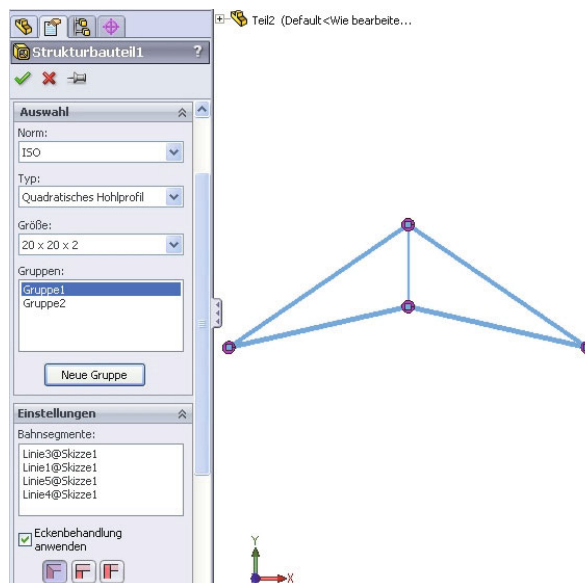 Teil2 (Default<Wie bearbeite...
Strukturbauteil1 ?
Auswahl
Norm:
ISO
Typ:
Quadratisches Hohlprofil
Größe:
20 x 20 x 2
Gruppen:
Gruppe1
Gruppe2
Neue Gruppe
Einstellungen
Bahnsegmente:
Linie3@Skizze1
Linie1@Skizze1
Linie5@Skizze1
Linie4@Skizze1
Eckenbehandlung
anwenden
Y
X